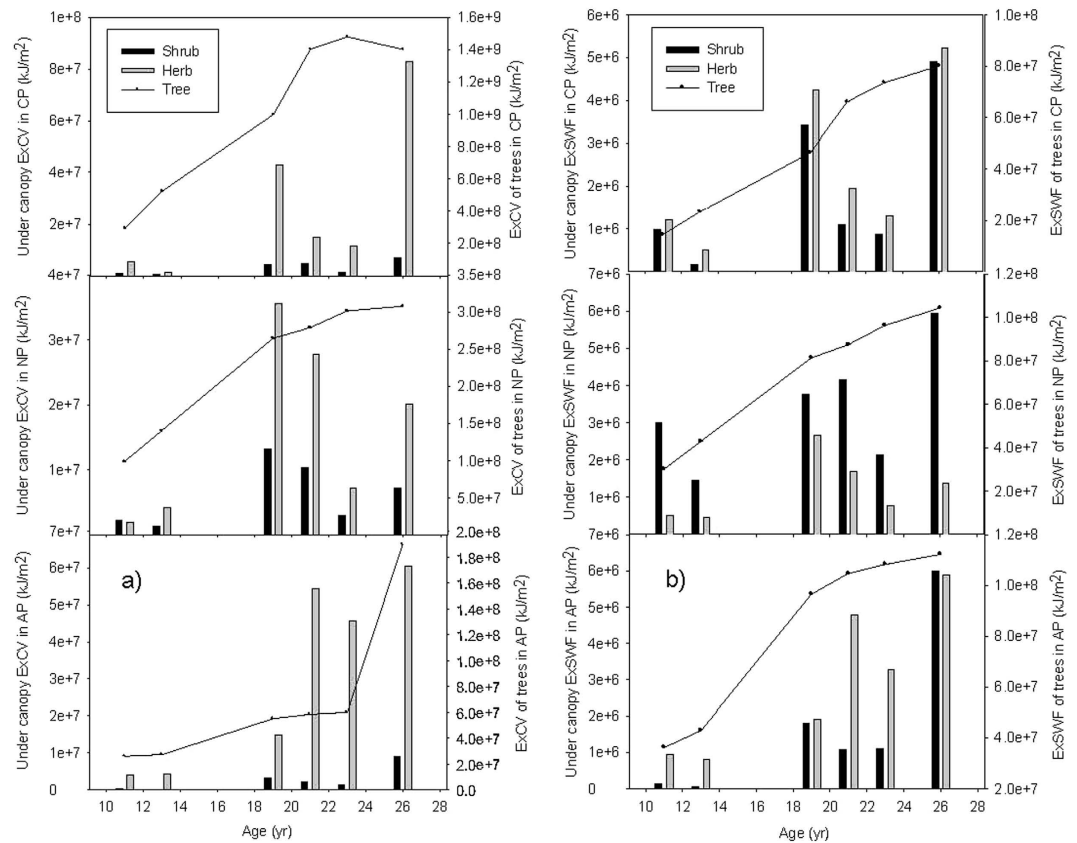 1e+8
8e+7
6e+7
4e+7
2e+7
4e+7
Under canopy ExCV in CP (kJ/m2)
Shrub
Herb
Tree
1.6e+9
1.4e+9
1.2e+9
1.0e+9
8.0e+8
6.0e+8
4.0e+8
2.0e+8
3.5e+8
ExCV of trees in CP (kJ/m2)
3e+7
2e+7
1e+7
7e+7
Under canopy ExCV in NP (kJ/m2)
3.0e+8
2.5e+8
2.0e+8
1.5e+8
1.0e+8
5.0e+7
2.0e+8
ExCV of trees in NP (kJ/m2)
6e+7
5e+7
4e+7
3e+7
2e+7
1e+7
0
Under canopy ExCV in AP (kJ/m2)
a)
1.8e+8
1.6e+8
1.4e+8
1.2e+8
1.0e+8
8.0e+7
6.0e+7
4.0e+7
2.0e+7
0.0
ExCV of trees in AP (kJ/m2)
10 12 14 16 18 20 22 24 26 28
Age (yr)
6e+6
5e+6
4e+6
3e+6
2e+6
1e+6
7e+6
Under canopy ExSWF in CP (kJ/m2)
Shrub
Herb
Tree
1.0e+8
8.0e+7
6.0e+7
4.0e+7
2.0e+7
1.2e+8
ExSWF of trees in CP (kJ/m2)
6e+6
5e+6
4e+6
3e+6
2e+6
1e+6
7e+6
Under canopy ExSWF in NP (kJ/m2)
1.0e+8
8.0e+7
6.0e+7
4.0e+7
2.0e+7
1.2e+8
ExSWF of trees in NP (kJ/m2)
6e+6
5e+6
4e+6
3e+6
2e+6
1e+6
0
Under canopy ExSWF in AP (kJ/m2)
b)
1.0e+8
8.0e+7
6.0e+7
4.0e+7
2.0e+7
ExSWF of trees in AP (kJ/m2)
10 12 14 16 18 20 22 24 26 28
Age (yr)